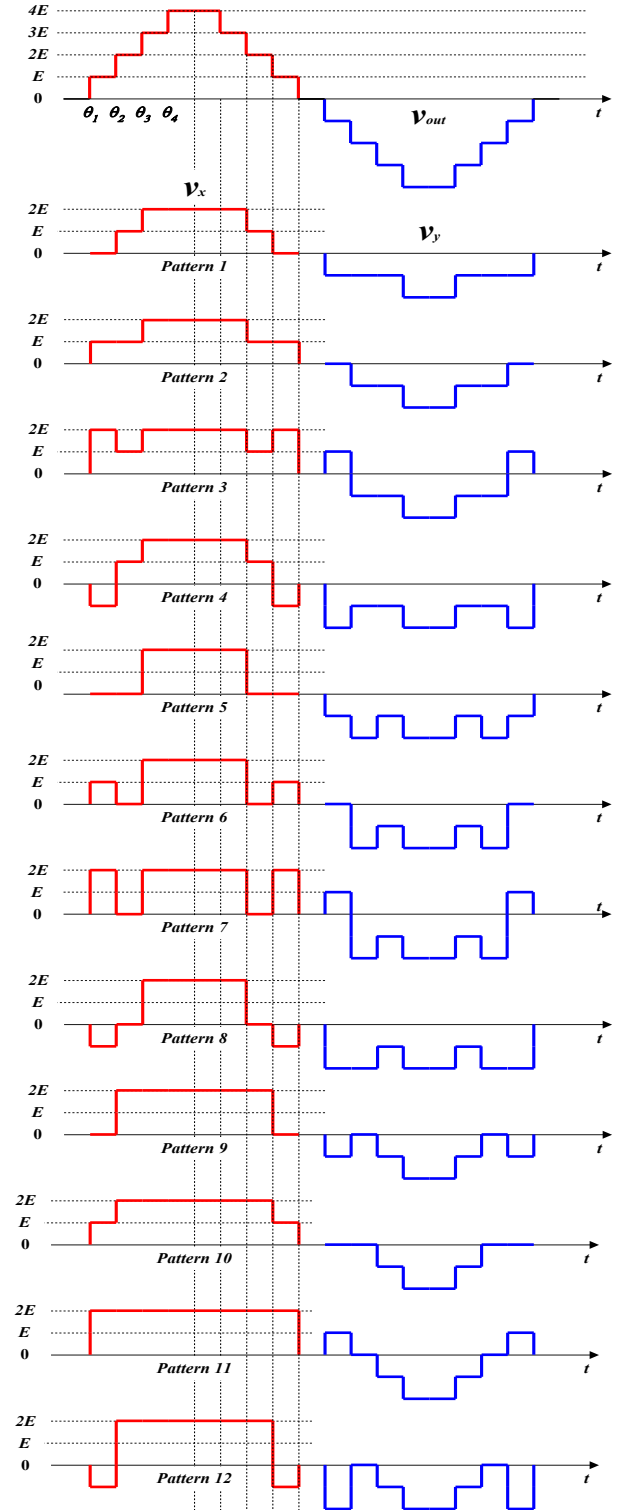 4E
3E
2E
E
0
θ1 θ2 θ3 θ4
vout
t
vx
2E
E
0
vy
Pattern 1
t
2E
E
0
Pattern 2
t
2E
E
0
Pattern 3
t
2E
E
0
Pattern 4
t
2E
E
0
Pattern 5
t
2E
E
0
Pattern 6
t
2E
E
0
t
Pattern 7
2E
E
0
Pattern 8
t
2E
E
0
Pattern 9
t
2E
E
0
Pattern 10
t
2E
E
0
Pattern 11
t
2E
E
0
Pattern 12
t